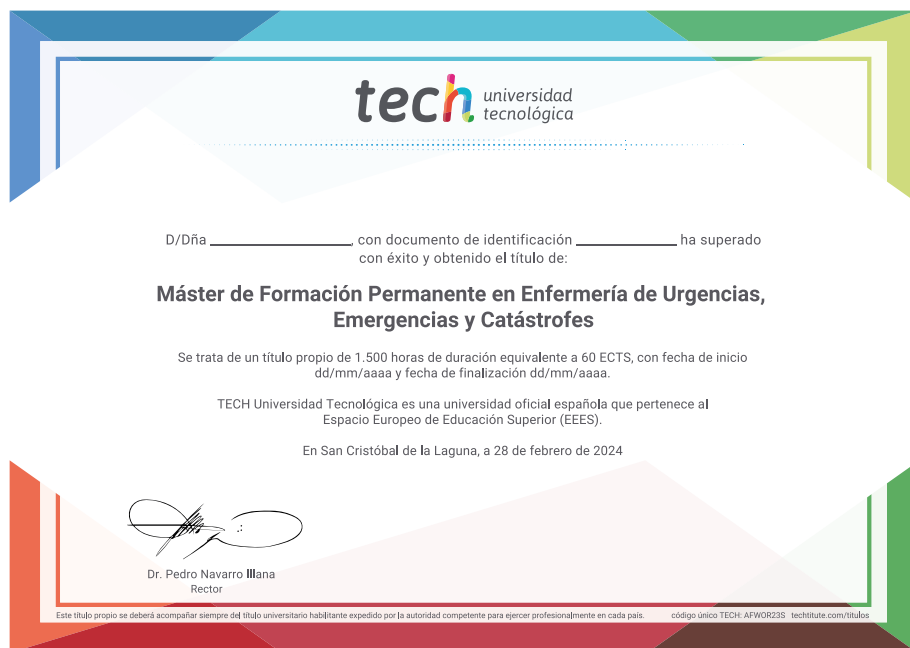 tech universidad
tecnológica
D/Dña ______________, con documento de identificación __________ ha superado
con éxito y obtenido el título de:
Máster de Formación Permanente en Enfermería de Urgencias,
Emergencias y Catástrofes
Se trata de un título propio de 1.500 horas de duración equivalente a 60 ECTS, con fecha de inicio
dd/mm/aaaa y fecha de finalización dd/mm/aaaa.
TECH Universidad Tecnológica es una universidad oficial española que pertenece al
Espacio Europeo de Educación Superior (EEES).
En San Cristóbal de la Laguna, a 28 de febrero de 2024
Dr. Pedro Navarro Illana
Rector
Este título propio se deberá acompañar siempre del título universitario habilitante expedido por la autoridad competente para ejercer profesionalmente en cada país. código único TECH: AFWOR23S techtitute.com/titulos